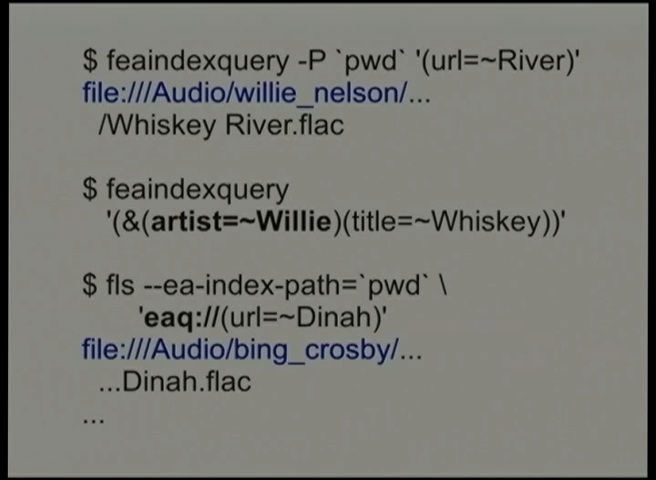 $ feaindexquery -P `pwd` '(url=~River)'
file:///Audio/willie_nelson/...
/Whiskey River.flac
$ feaindexquery
'(&(artist=~Willie)(title=~Whiskey))'
$ fls --ea-index-path=`pwd` \
'eaq://(url=~Dinah)'
file:///Audio/bing_crosby/...
...Dinah.flac
...